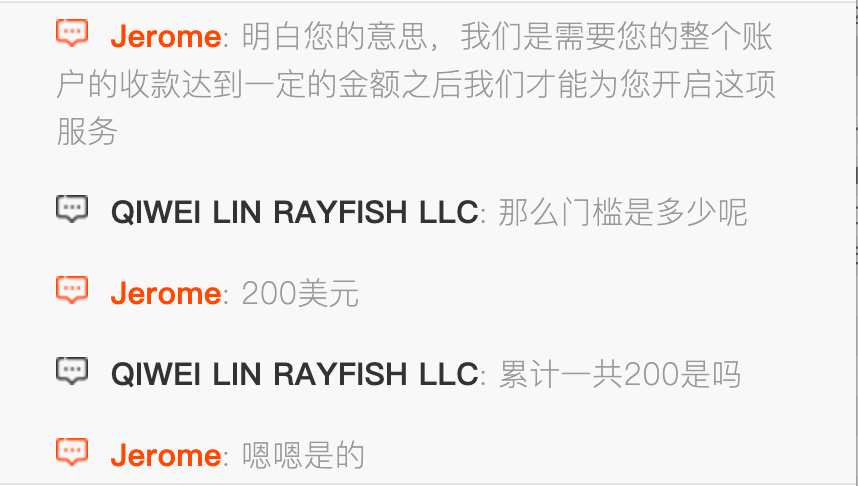 Jerome: 明白您的意思，我们是需要您的整个账
户的收款达到一定的金额之后我们才能为您开启这项
服务
QIWEI LIN RAYFISH LLC: 那么门槛是多少呢
Jerome: 200美元
QIWEI LIN RAYFISH LLC: 累计一共200是吗
Jerome: 嗯嗯是的